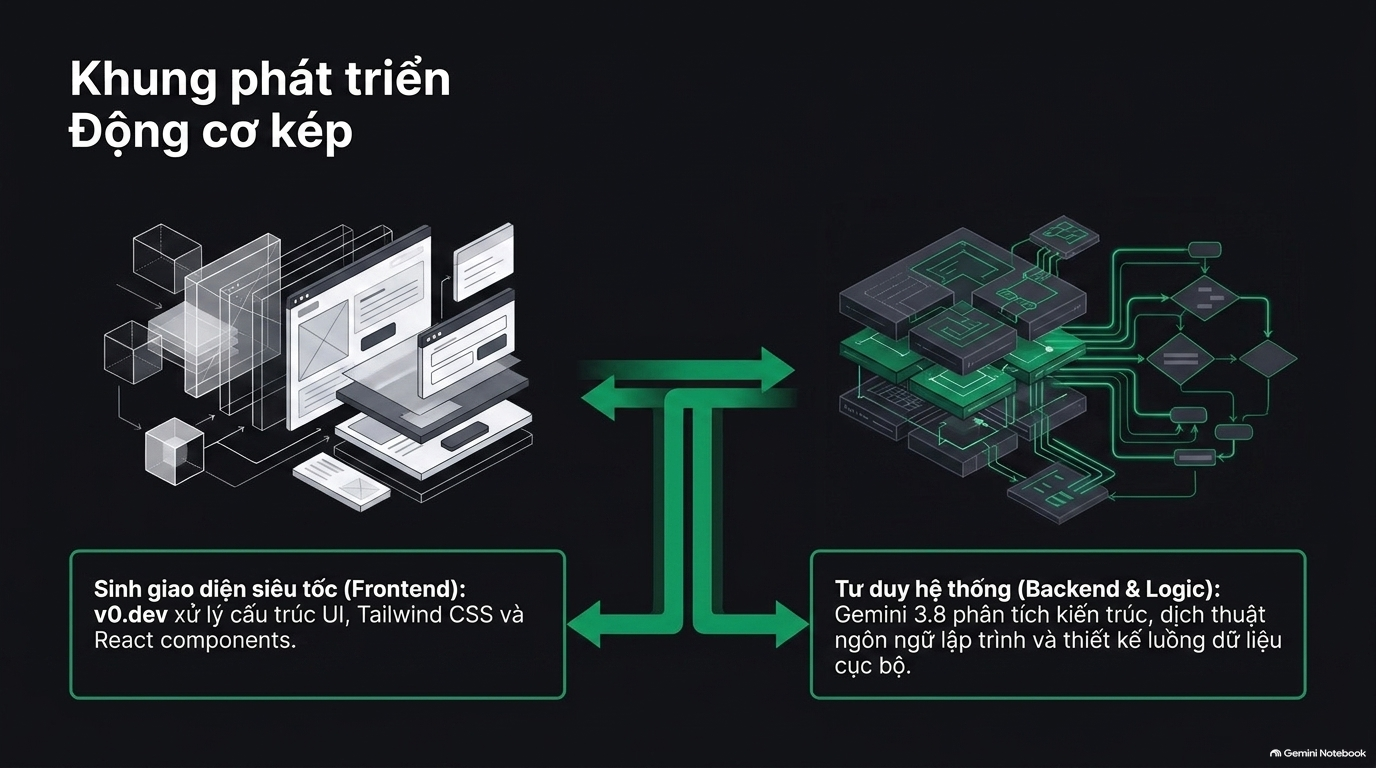 Khung phát triển
Động cơ kép
Sinh giao diện siêu tốc (Frontend):
v0.dev xử lý cấu trúc UI, Tailwind CSS và
React components.
Tư duy hệ thống (Backend & Logic):
Gemini 3.8 phân tích kiến trúc, dịch thuật
ngôn ngữ lập trình và thiết kế luồng dữ liệu
cục bộ.
Gemini Notebook